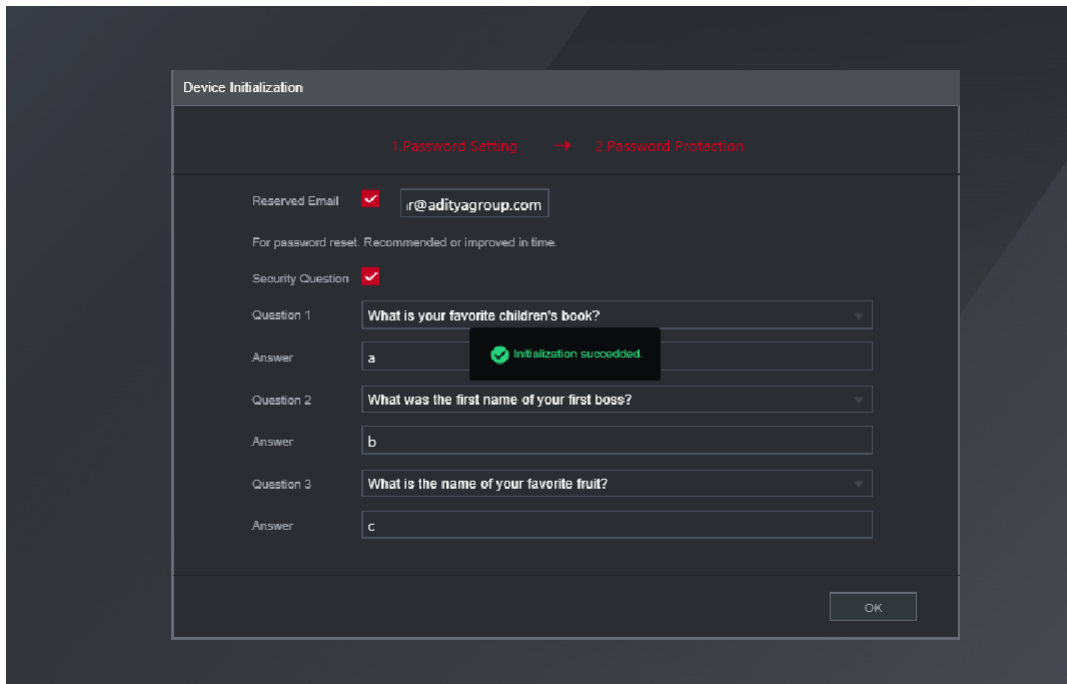 Device Initialization
1.Password Setting → 2.Password Protection
Reserved Email r@adityagroup.com
For password reset. Recommended or improved in time.
Security Question
Question 1 What is your favorite children's book?
Initialization succedded.
Answer a
Question 2 What was the first name of your first boss?
Answer b
Question 3 What is the name of your favorite fruit?
Answer c
OK